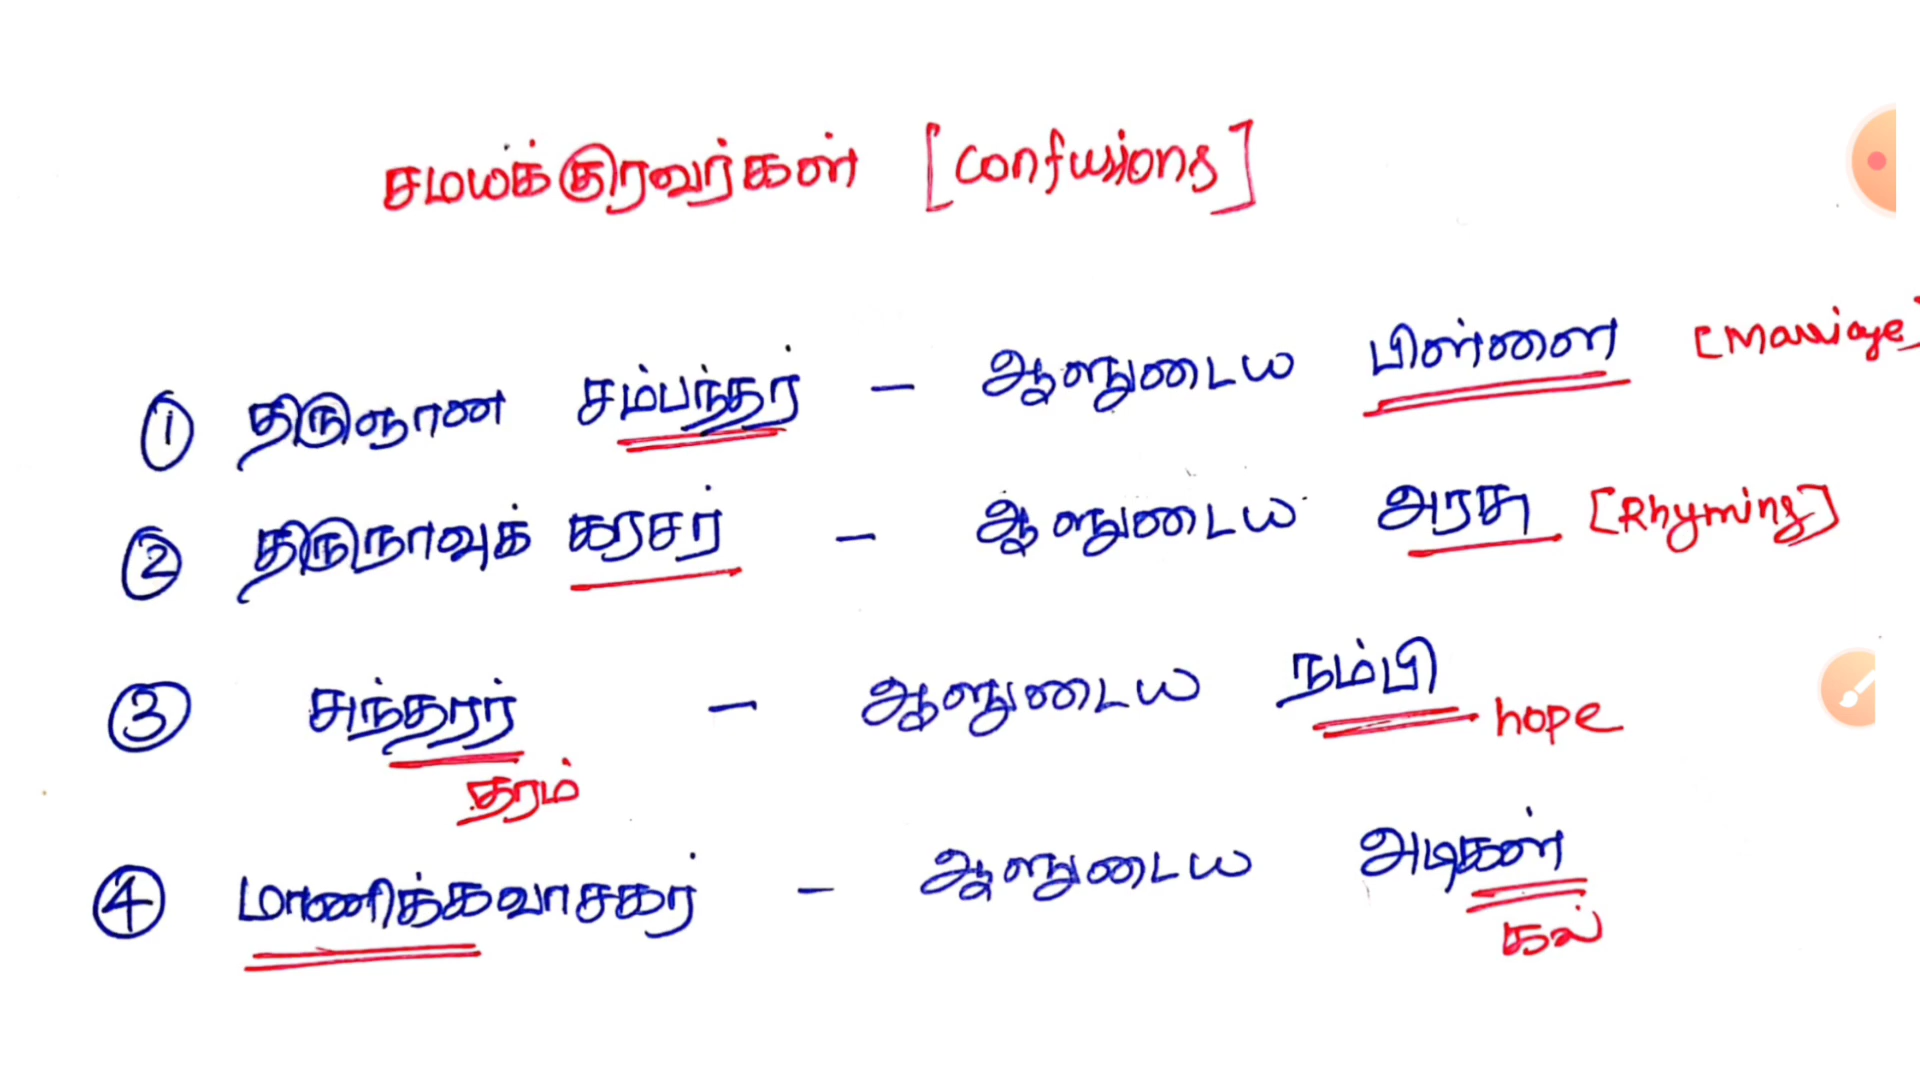 சமயக்குரவர்கள் [confusions]
① திருஞான சம்பந்தர் – ஆளுடைய பிள்ளை [Marriage]
② திருநாவுக் கரசர் – ஆளுடைய அரசு [Rhyming]
③ சுந்தரர் – ஆளுடைய நம்பி hope
தரம்
④ மாணிக்கவாசகர் – ஆளுடைய அடிகள்
கல்